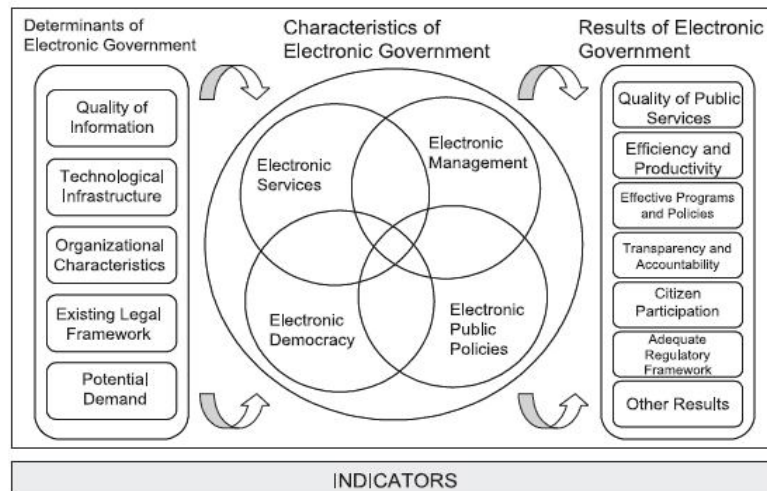 Determinants of
Electronic Government
Quality of
Information
Technological
Infrastructure
Organizational
Characteristics
Existing Legal
Framework
Potential
Demand
Characteristics of
Electronic Government
Electronic
Services
Electronic
Management
Electronic
Democracy
Electronic
Public
Policies
Results of Electronic
Government
Quality of Public
Services
Efficiency and
Productivity
Effective Programs
and Policies
Transparency and
Accountability
Citizen
Participation
Adequate
Regulatory
Framework
Other Results
INDICATORS